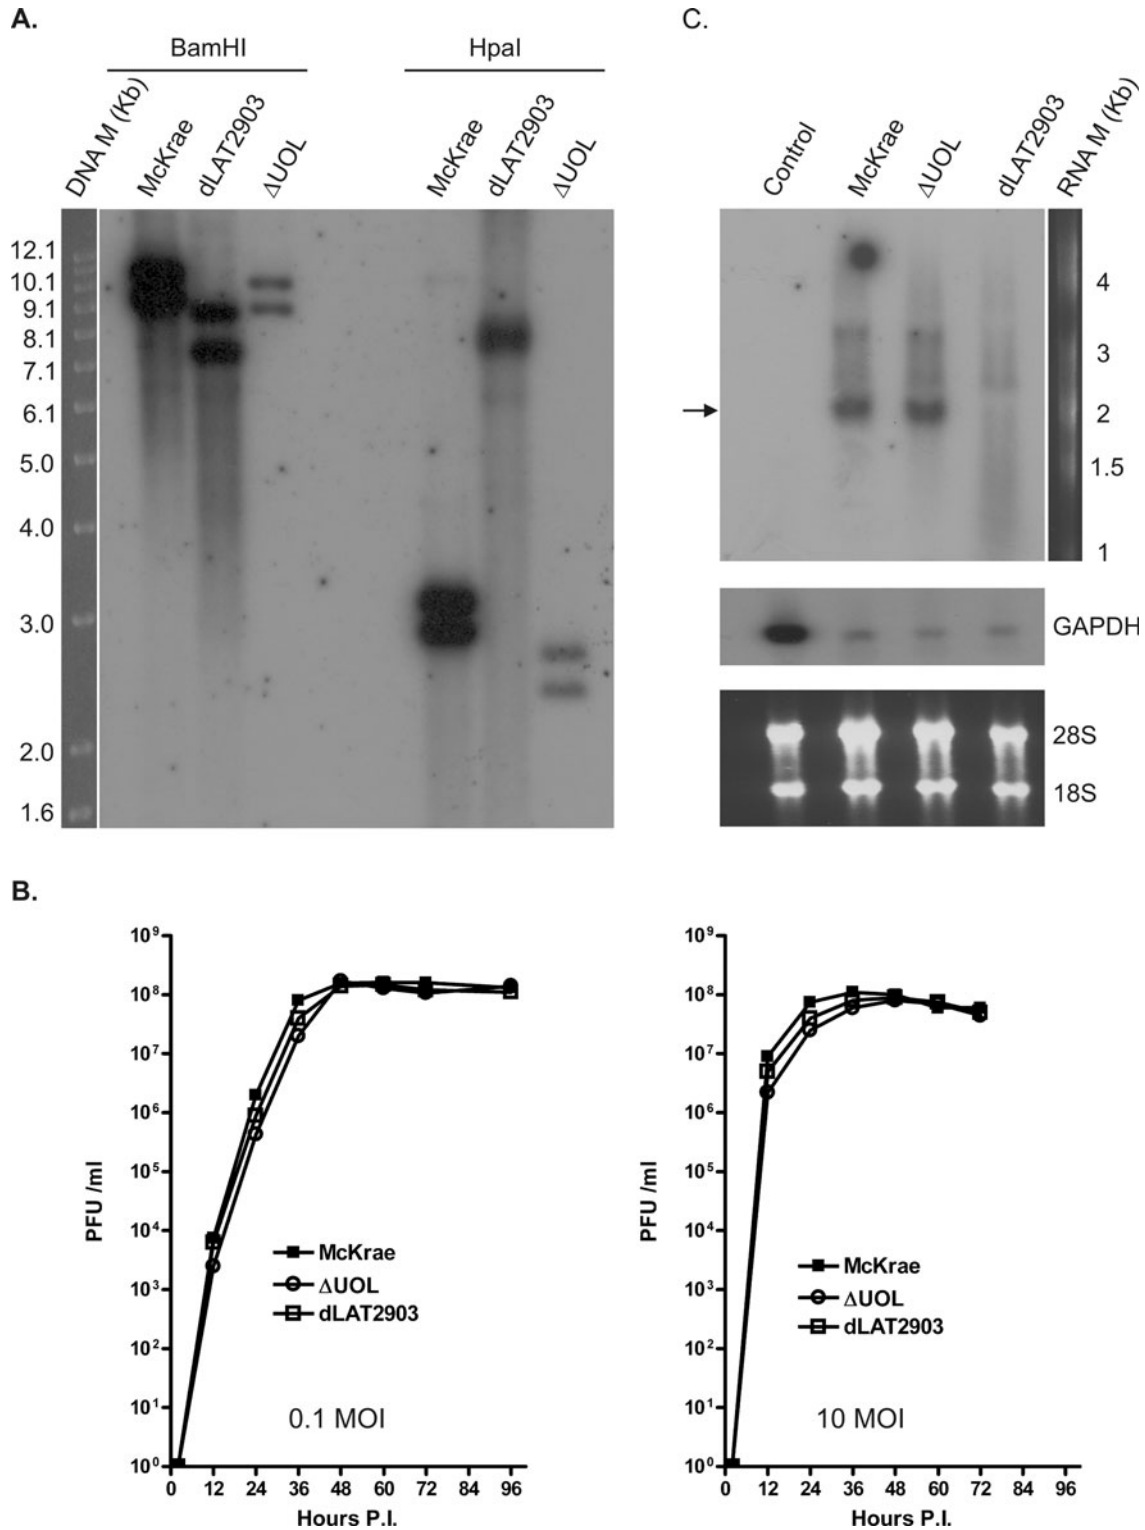 A.
BamHI
HpaI
DNA M (Kb)
McKrae
dLAT2903
ΔUOL
McKrae
dLAT2903
ΔUOL
12.1
10.1
9.1
8.1
7.1
6.1
5.0
4.0
3.0
2.0
1.6
C.
Control
McKrae
ΔUOL
dLAT2903
RNA M (Kb)
4
3
2
1.5
1
GAPDH
28S
18S
B.
PFU /ml
10⁹
10⁸
10⁷
10⁶
10⁵
10⁴
10³
10²
10¹
10⁰
McKrae
ΔUOL
dLAT2903
0.1 MOI
0 12 24 36 48 60 72 84 96
Hours P.I.
PFU /ml
10⁹
10⁸
10⁷
10⁶
10⁵
10⁴
10³
10²
10¹
10⁰
McKrae
ΔUOL
dLAT2903
10 MOI
0 12 24 36 48 60 72 84 96
Hours P.I.